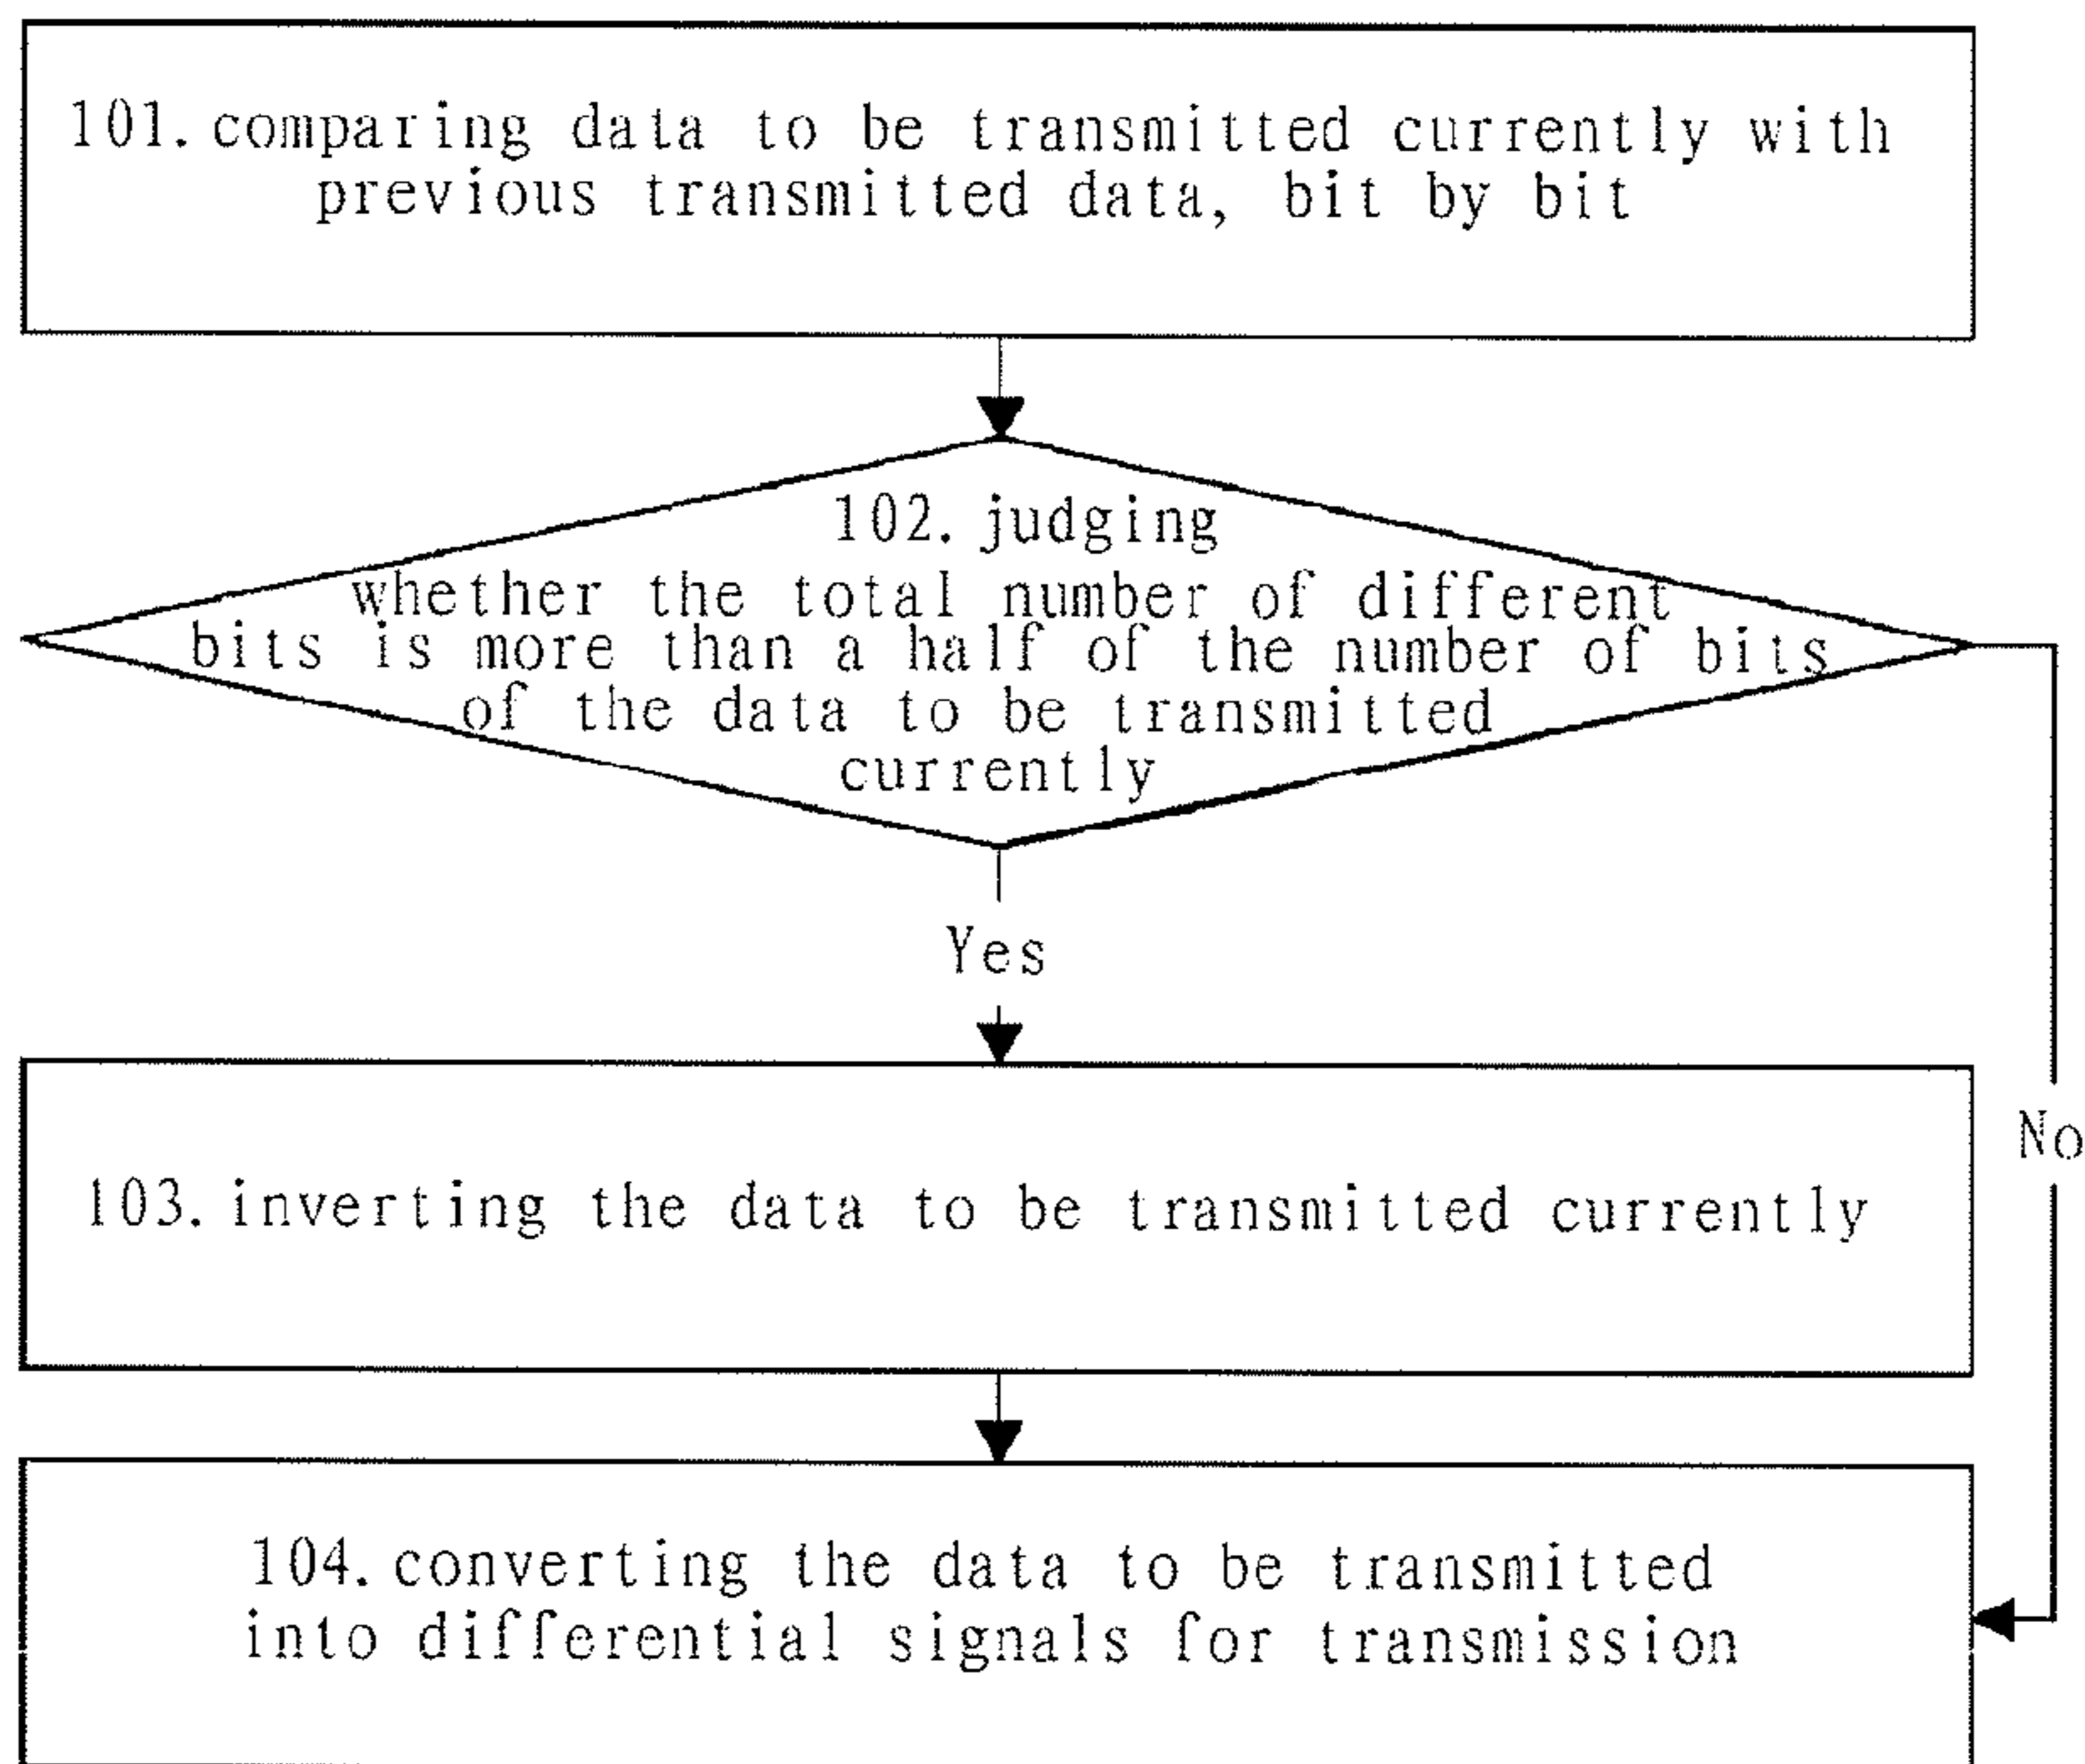 101. comparing data to be transmitted currently with
previous transmitted data, bit by bit
102. judging
whether the total number of different
bits is more than a half of the number of bits
of the data to be transmitted
currently
Yes
No
103. inverting the data to be transmitted currently
104. converting the data to be transmitted
into differential signals for transmission